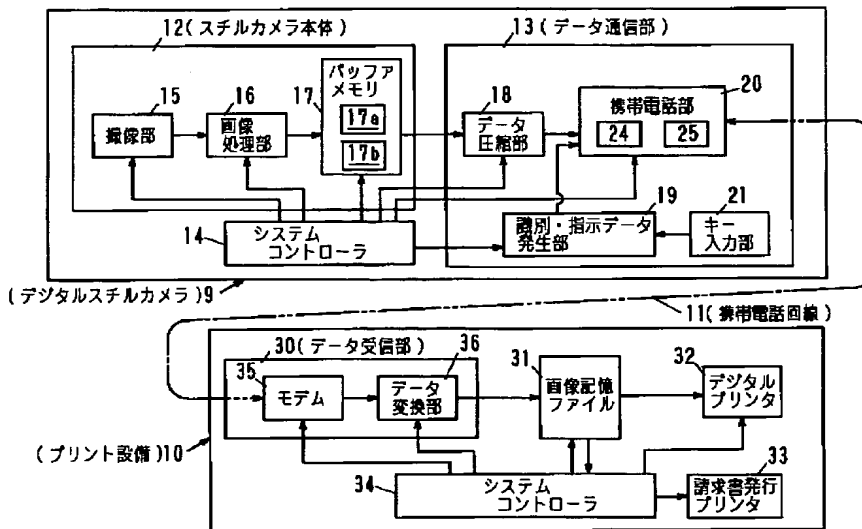 12(スチルカメラ本体)
13(データ通信部)
15
撮像部
16
画像
処理部
17
バッファ
メモリ
17a
17b
18
データ
圧縮部
携帯電話部
20
24
25
19
識別・指示データ
発生部
21
キー
入力部
14
システム
コントローラ
(デジタルスチルカメラ)9
11(携帯電話回線)
30(データ受信部)
35
モデム
36
データ
変換部
31
画像記憶
ファイル
32
デジタル
プリンタ
(プリント設備)10
34
システム
コントローラ
33
請求書発行
プリンタ